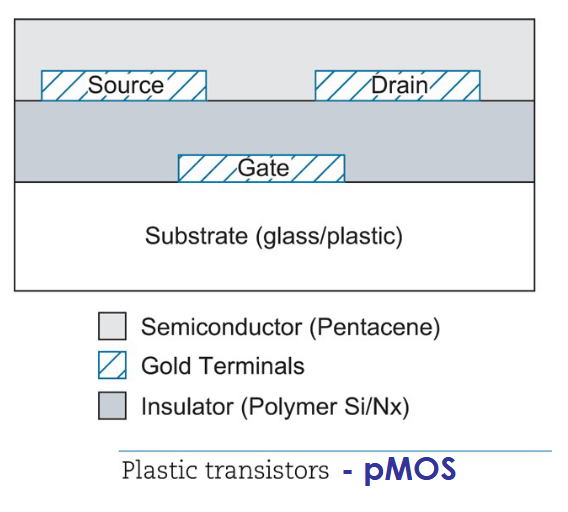 Source
Drain
Gate
Substrate (glass/plastic)
Semiconductor (Pentacene)
Gold Terminals
Insulator (Polymer Si/Nx)
Plastic transistors - pMOS